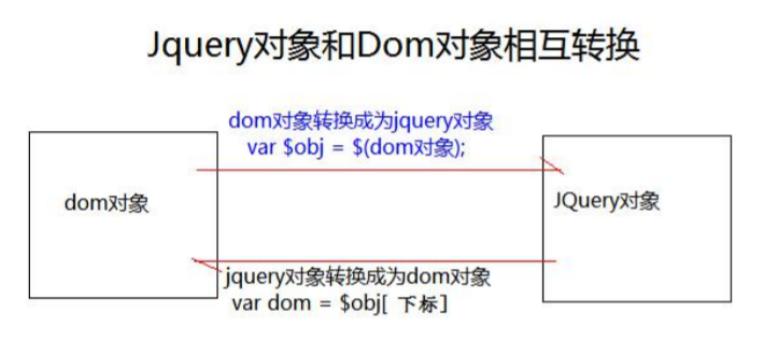 Jquery对象和Dom对象相互转换
dom对象转换成为jquery对象
var $obj = $(dom对象);
dom对象
JQuery对象
jquery对象转换成为dom对象
var dom = $obj[ 下标]